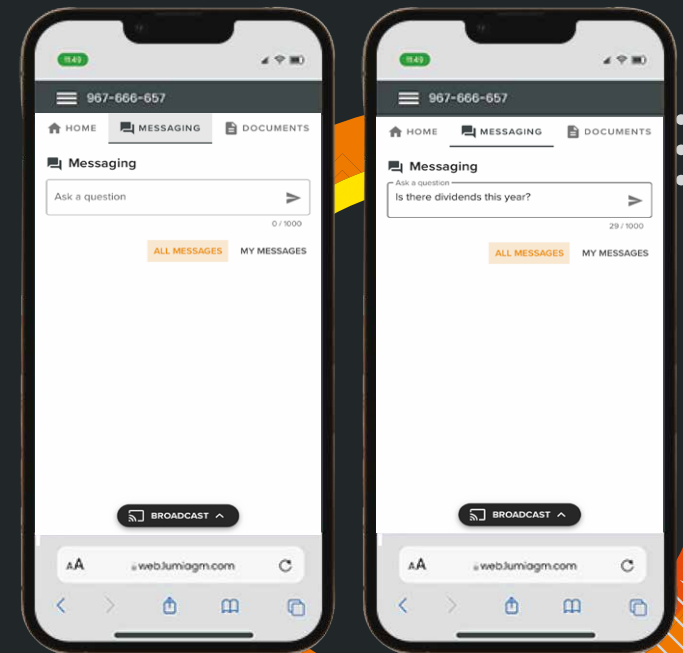 11:49
967-666-657
HOME MESSAGING DOCUMENTS
Messaging
Ask a question
0 / 1000
ALL MESSAGES MY MESSAGES
BROADCAST
AA web.lumiagm.com
11:49
967-666-657
HOME MESSAGING DOCUMENTS
Messaging
Ask a question
Is there dividends this year?
29 / 1000
ALL MESSAGES MY MESSAGES
BROADCAST
AA web.lumiagm.com